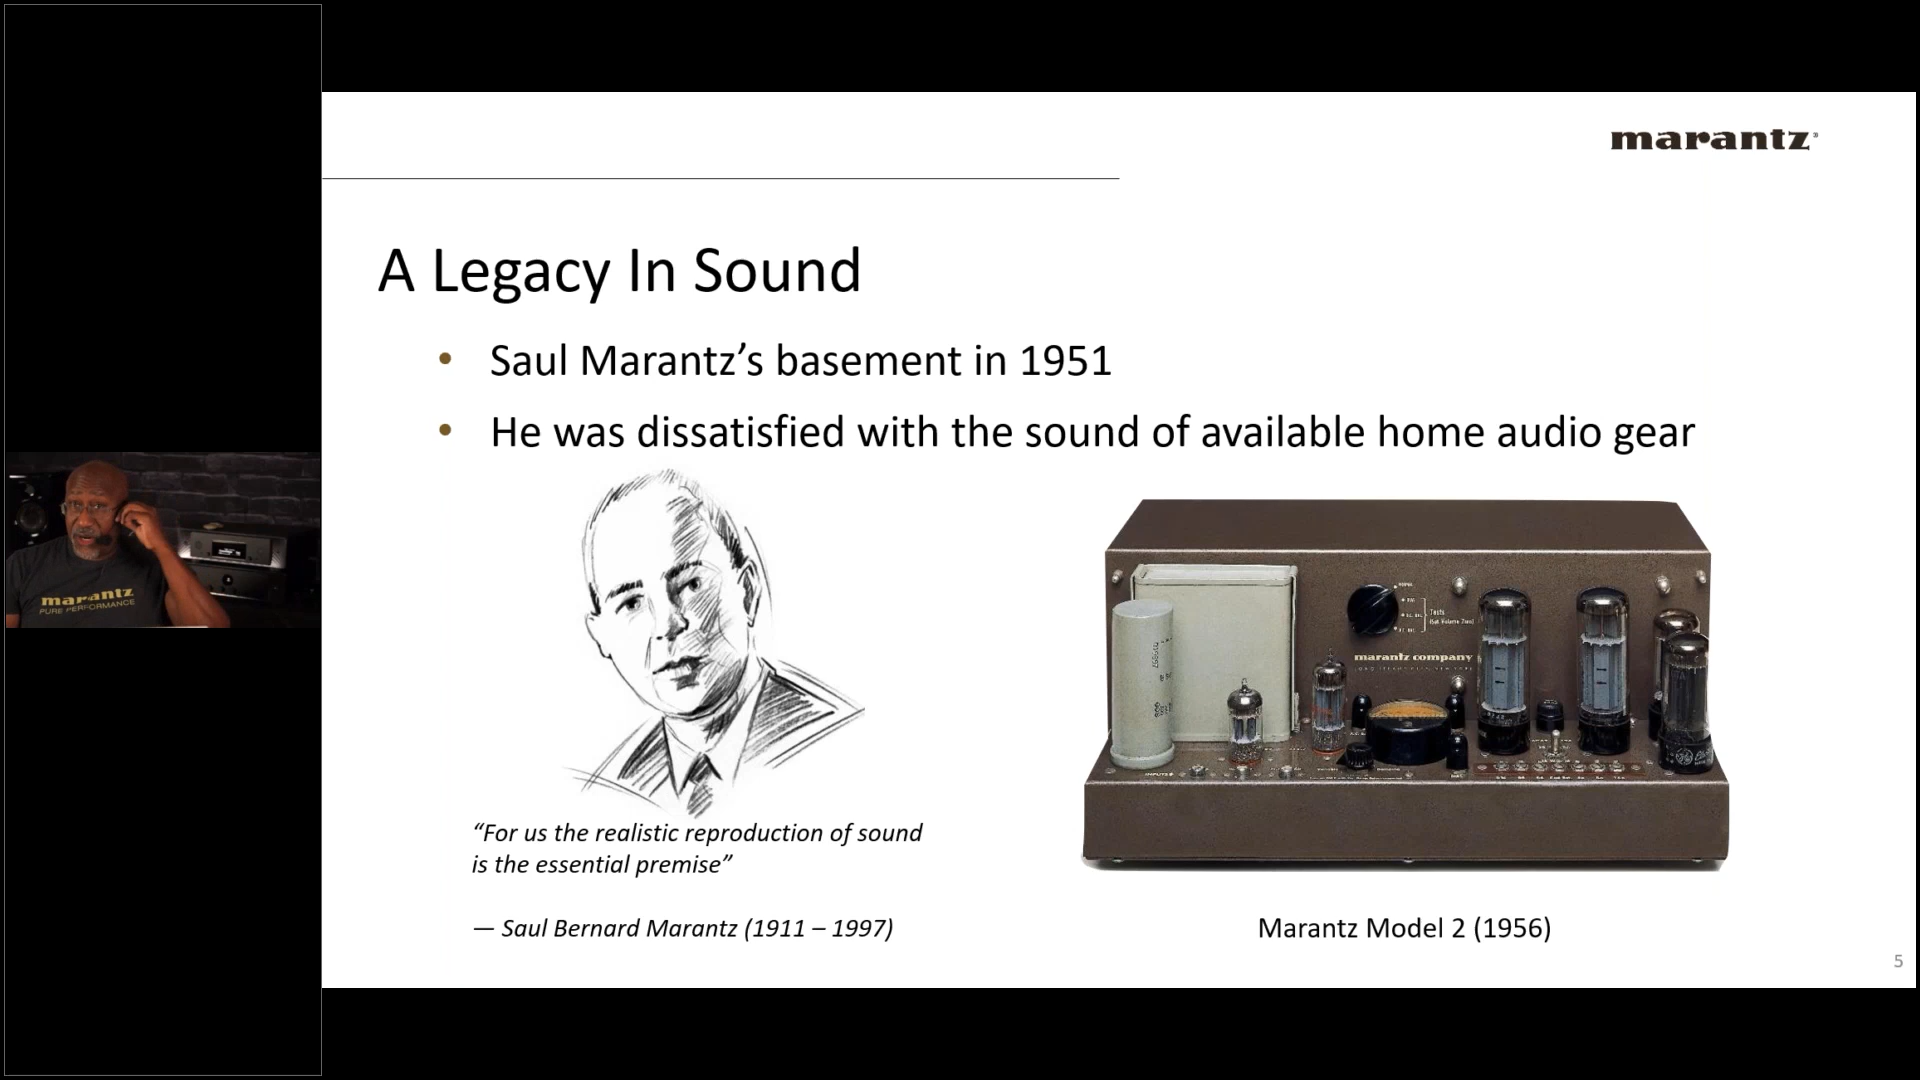 marantz
A Legacy In Sound
• Saul Marantz’s basement in 1951
• He was dissatisfied with the sound of available home audio gear
marantz
PURE PERFORMANCE
marantz company
Tests
“For us the realistic reproduction of sound
is the essential premise”
— Saul Bernard Marantz (1911 – 1997)
Marantz Model 2 (1956)
5